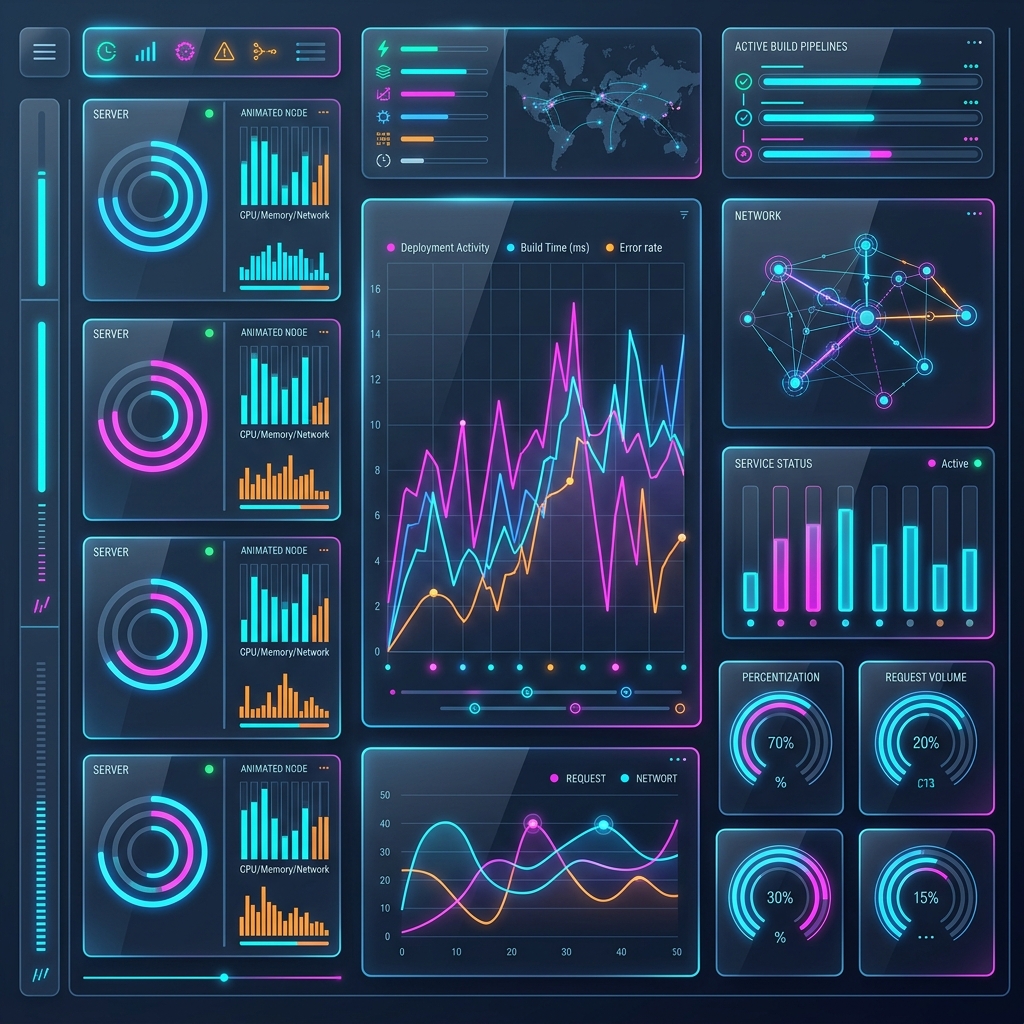 SERVER
ANIMATED NODE
CPU/Memory/Network
SERVER
ANIMATED NODE
CPU/Memory/Network
SERVER
ANIMATED NODE
CPU/Memory/Network
SERVER
ANIMATED NODE
CPU/Memory/Network
Deployment Activity Build Time (ms) Error rate
16
14
12
10
8
6
4
2
0
REQUEST NETWORT
50
40
30
20
10
0
0 10 20 30 40 50
ACTIVE BUILD PIPELINES
NETWORK
SERVICE STATUS Active
PERCENTIZATION
70%
%
REQUEST VOLUME
20%
30%
%
15%